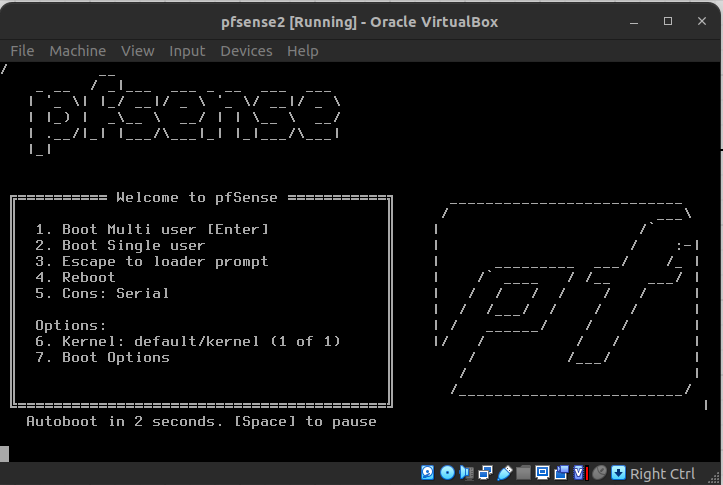 pfsense2 [Running] - Oracle VirtualBox
File Machine View Input Devices Help
pfsense
Welcome to pfSense
1. Boot Multi user [Enter]
2. Boot Single user
3. Escape to loader prompt
4. Reboot
5. Cons: Serial
Options:
6. Kernel: default/kernel (1 of 1)
7. Boot Options
pf
Autoboot in 2 seconds. [Space] to pause
Right Ctrl